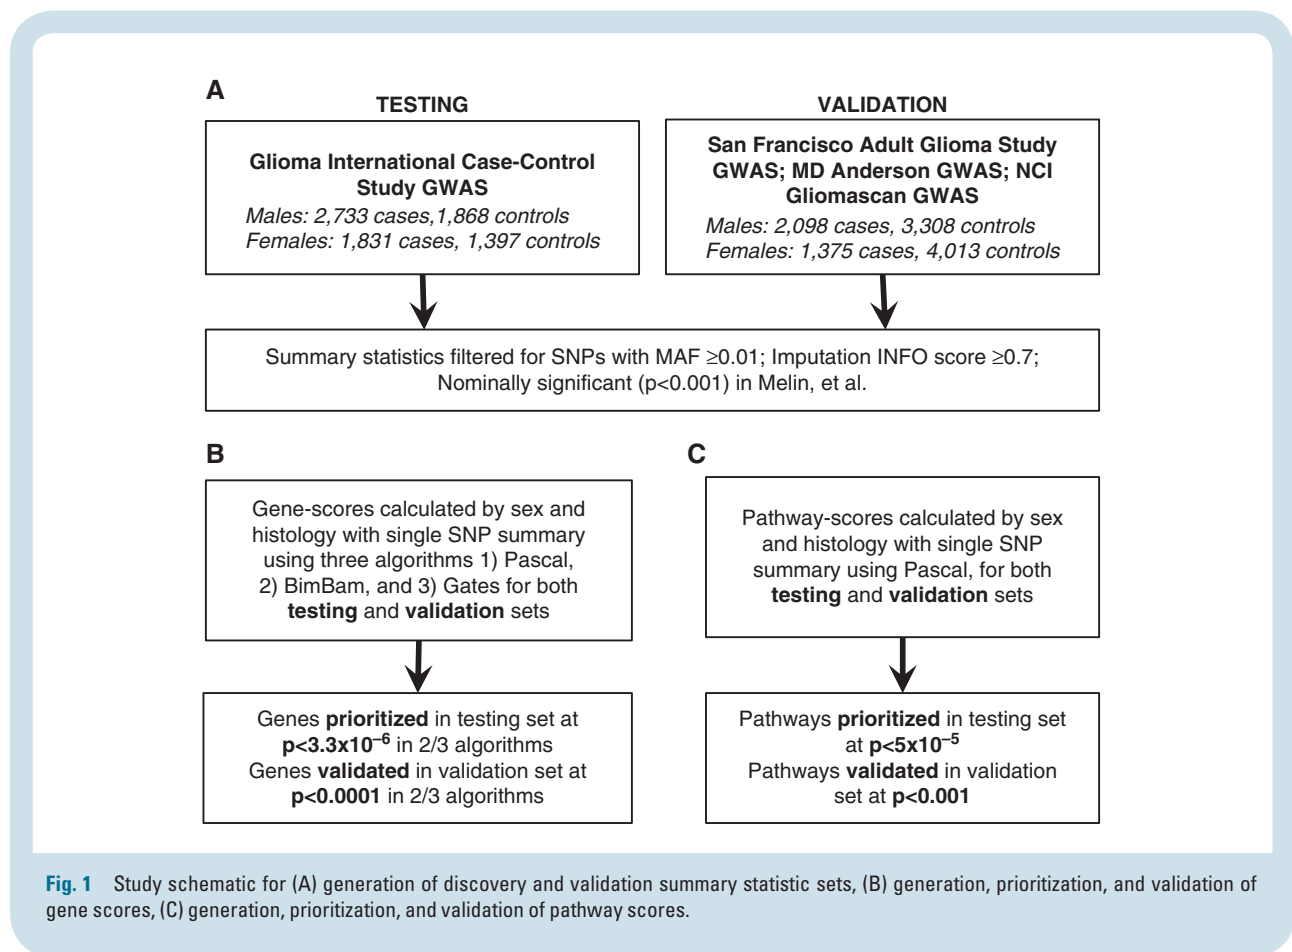 A
TESTING
VALIDATION
Glioma International Case-Control
Study GWAS
Males: 2,733 cases,1,868 controls
Females: 1,831 cases, 1,397 controls
San Francisco Adult Glioma Study
GWAS; MD Anderson GWAS; NCI
Gliomascan GWAS
Males: 2,098 cases, 3,308 controls
Females: 1,375 cases, 4,013 controls
Summary statistics filtered for SNPs with MAF ≥0.01; Imputation INFO score ≥0.7;
Nominally significant (p<0.001) in Melin, et al.
B
Gene-scores calculated by sex and
histology with single SNP summary
using three algorithms 1) Pascal,
2) BimBam, and 3) Gates for both
testing and validation sets
Genes prioritized in testing set at
p<3.3x10⁻⁶ in 2/3 algorithms
Genes validated in validation set at
p<0.0001 in 2/3 algorithms
C
Pathway-scores calculated by sex
and histology with single SNP
summary using Pascal, for both
testing and validation sets
Pathways prioritized in testing set
at p<5x10⁻⁵
Pathways validated in validation
set at p<0.001
Fig. 1 Study schematic for (A) generation of discovery and validation summary statistic sets, (B) generation, prioritization, and validation of
gene scores, (C) generation, prioritization, and validation of pathway scores.